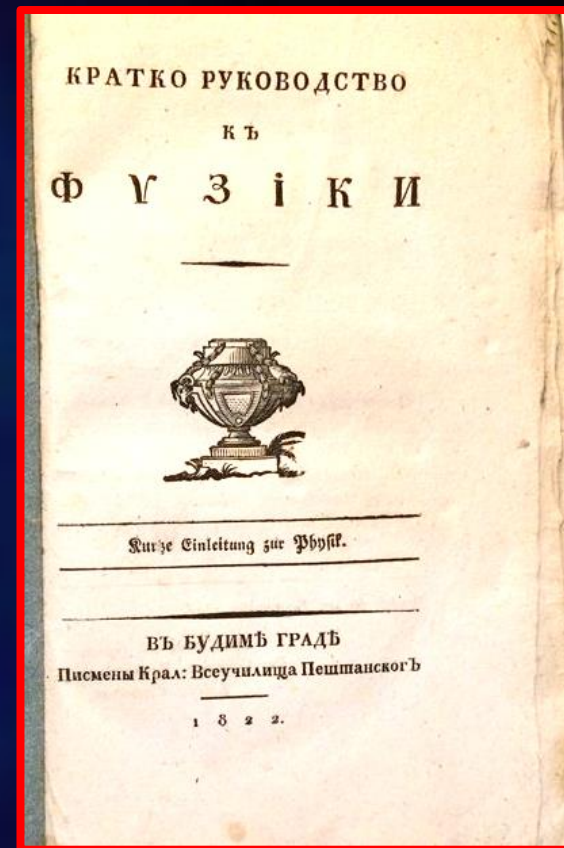 КРАТКО РУКОВОДСТВО
КЪ
ФѴЗІКИ
Kurze Einleitung zur Physik.
ВЪ БУДИМѢ ГРАДѢ
Писмены Крал: Всеучилища Пештанскогъ
1822.